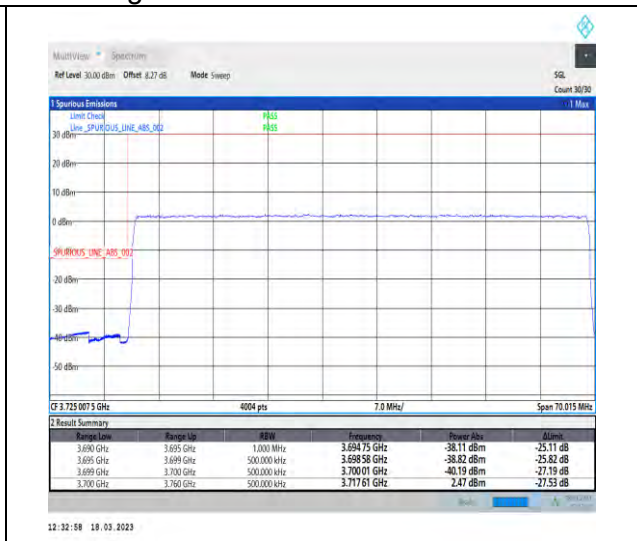 MultiView Spectrum
Ref Level 30.00 dBm Offset 8.27 dB Mode Sweep SGL
Count 30/30
1 Spurious Emissions 1 Max
Limit Check PASS
Line _SPURIOUS_LINE_ABS_002 PASS
30 dBm
20 dBm
10 dBm
0 dBm
_SPURIOUS_LINE_ABS_002
-20 dBm
-30 dBm
-40 dBm
-50 dBm
CF 3.725 007 5 GHz 4004 pts 7.0 MHz/ Span 70.015 MHz
2 Result Summary
Range Low Range Up RBW Frequency Power Abs ΔLimit
3.690 GHz 3.695 GHz 1.000 MHz 3.694 75 GHz -38.11 dBm -25.11 dB
3.695 GHz 3.699 GHz 500.000 kHz 3.698 58 GHz -38.82 dBm -25.82 dB
3.699 GHz 3.700 GHz 500.000 kHz 3.700 01 GHz -40.19 dBm -27.19 dB
3.700 GHz 3.760 GHz 500.000 kHz 3.717 61 GHz 2.47 dBm -27.53 dB
12:32:58 18.03.2023